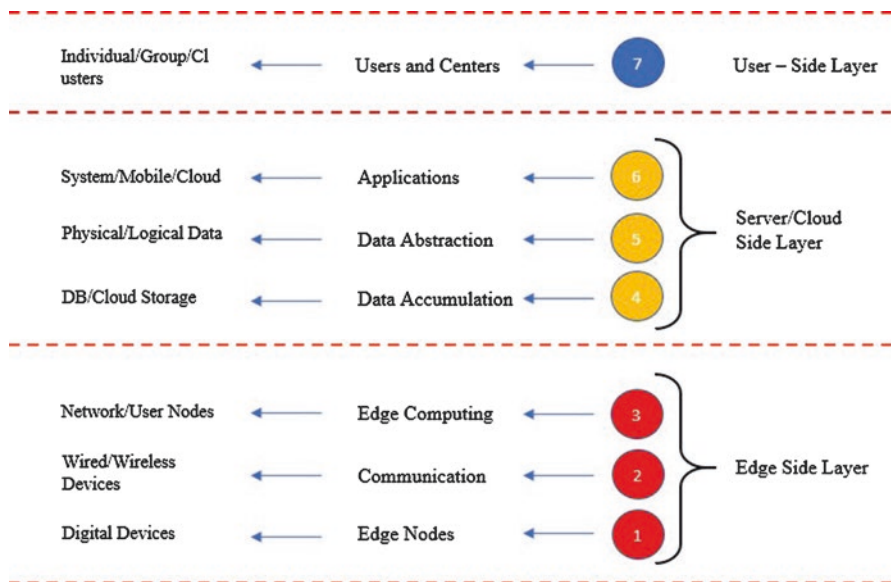 Individual/Group/Cl
usters
Users and Centers
7
User – Side Layer
System/Mobile/Cloud
Applications
6
Physical/Logical Data
Data Abstraction
5
Server/Cloud
Side Layer
DB/Cloud Storage
Data Accumulation
4
Network/User Nodes
Edge Computing
3
Wired/Wireless
Devices
Communication
2
Edge Side Layer
Digital Devices
Edge Nodes
1